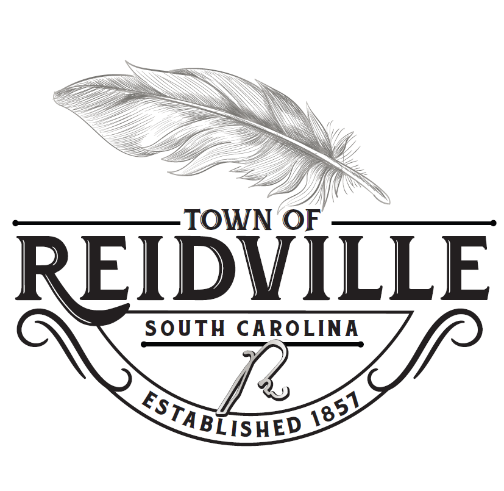 TOWN OF
REIDVILLE
SOUTH CAROLINA
R
ESTABLISHED 1857